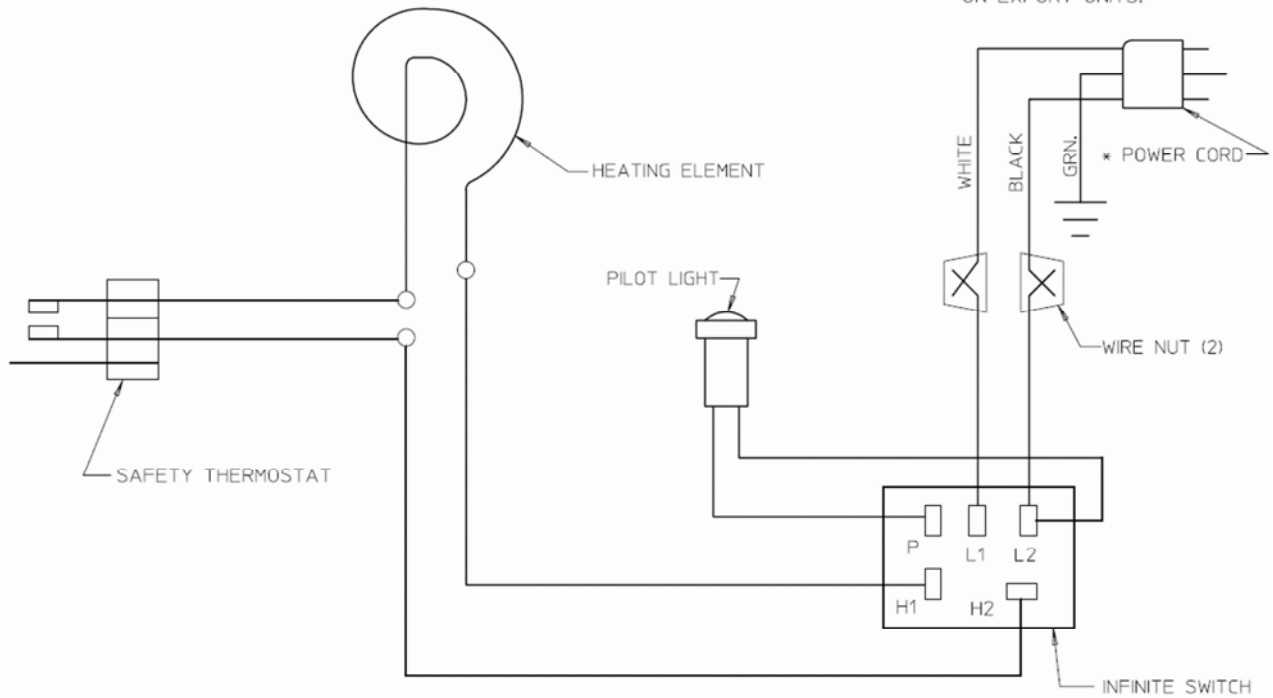 HEATING ELEMENT
WHITE
BLACK
GRN.
* POWER CORD
PILOT LIGHT
WIRE NUT (2)
SAFETY THERMOSTAT
P
L1
L2
H1
H2
INFINITE SWITCH